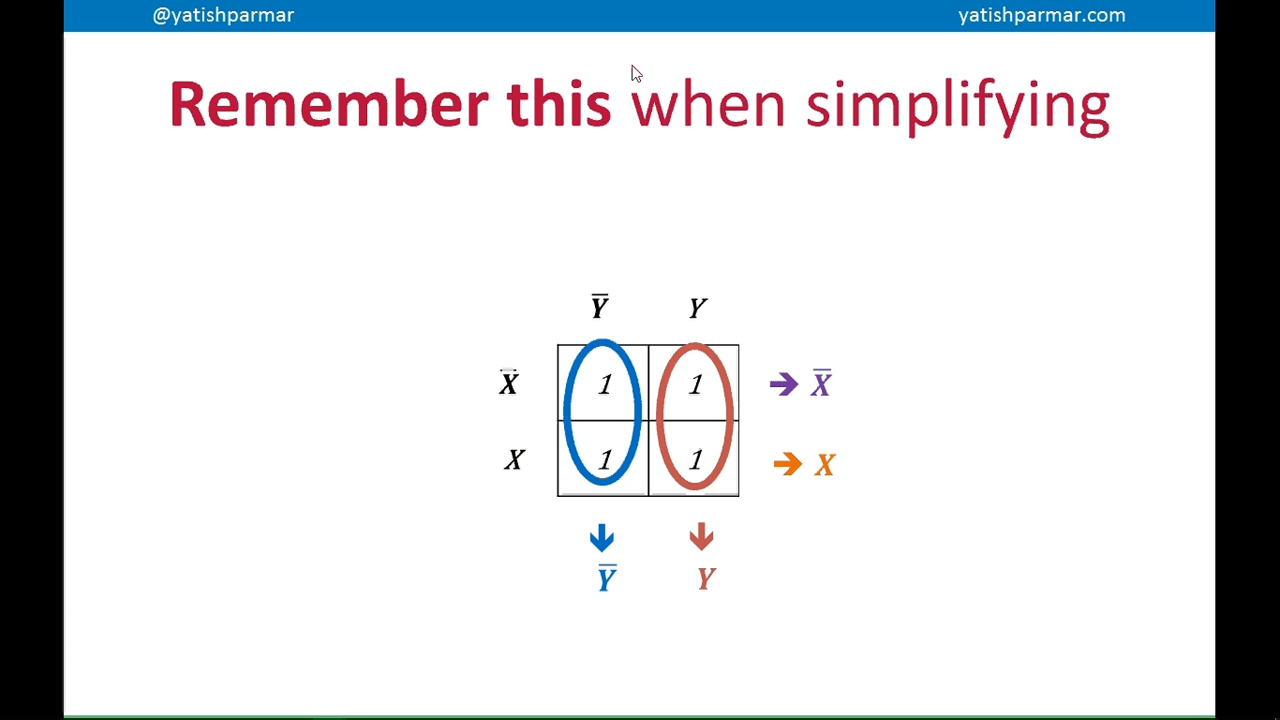 @yatishparmar yatishparmar.com
Remember this when simplifying
Y̅ Y
X̅ 1 1 → X̅
X 1 1 → X
↓ ↓
Y̅ Y